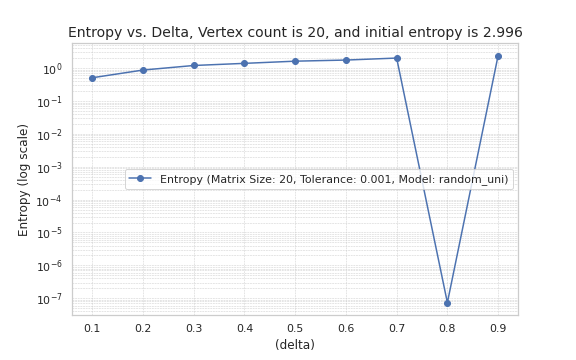 Entropy vs. Delta, Vertex count is 20, and initial entropy is 2.996
Entropy (log scale)
10⁰
10⁻¹
10⁻²
10⁻³
10⁻⁴
10⁻⁵
10⁻⁶
10⁻⁷
Entropy (Matrix Size: 20, Tolerance: 0.001, Model: random_uni)
0.1 0.2 0.3 0.4 0.5 0.6 0.7 0.8 0.9
(delta)